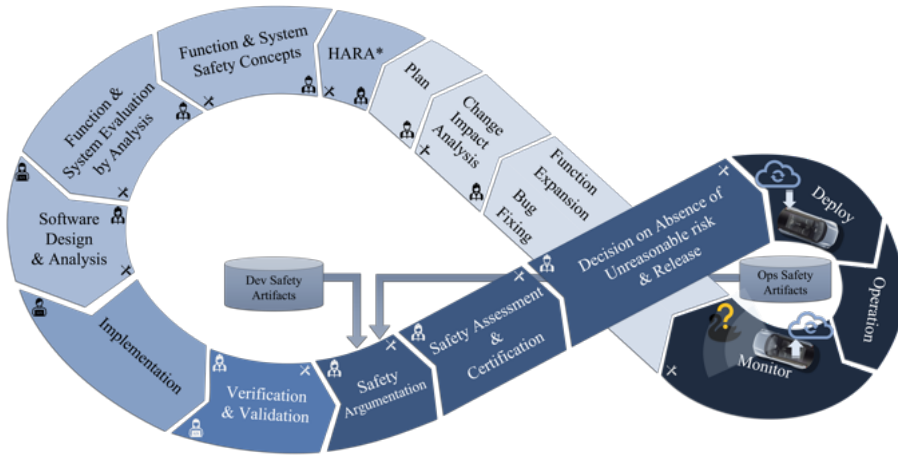 Function & System
Safety Concepts
HARA*
Plan
Change
Impact
Analysis
Function
Expansion
Bug
Fixing
Function &
System Evaluation
by Analysis
Software
Design
& Analysis
Implementation
Verification
& Validation
Safety
Argumentation
Safety Assessment
&
Certification
Decision on Absence of
Unreasonable risk
& Release
Deploy
Operation
Monitor
?
Dev Safety
Artifacts
Ops Safety
Artifacts